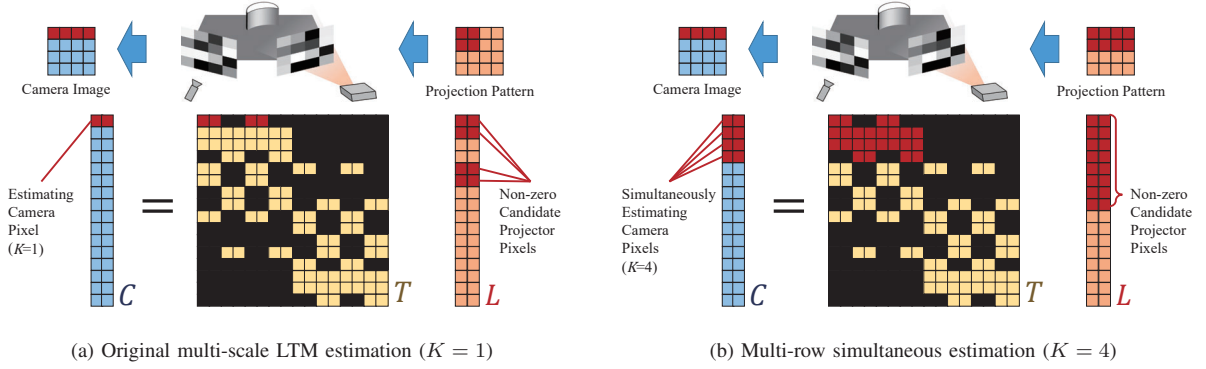 Camera Image
Projection Pattern
Estimating
Camera
Pixel
(K=1)
=
C
T
L
Non-zero
Candidate
Projector
Pixels
(a) Original multi-scale LTM estimation (K = 1)
Camera Image
Projection Pattern
Simultaneously
Estimating
Camera
Pixels
(K=4)
=
C
T
L
Non-zero
Candidate
Projector
Pixels
(b) Multi-row simultaneous estimation (K = 4)